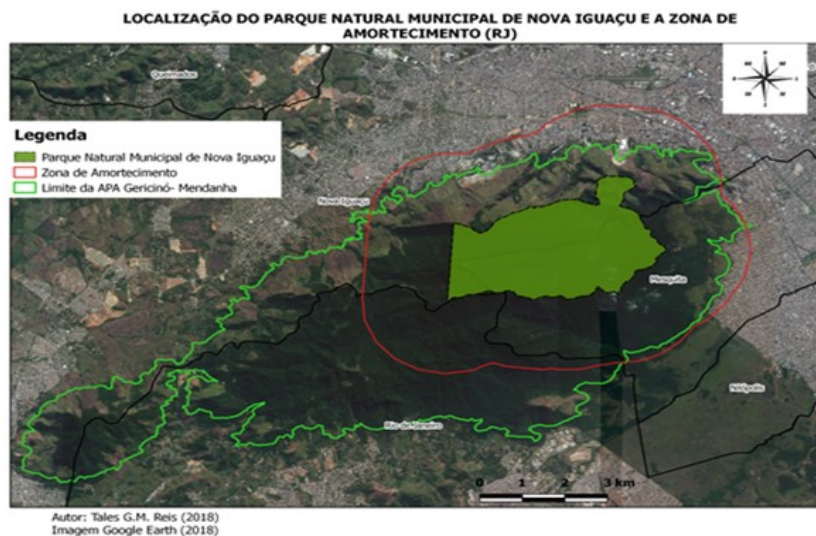 LOCALIZAÇÃO DO PARQUE NATURAL MUNICIPAL DE NOVA IGUAÇU E A ZONA DE
AMORTECIMENTO (RJ)
Queimados
Legenda
Parque Natural Municipal de Nova Iguaçu
Zona de Amortecimento
Limite da APA Gericinó- Mendanha
Nova Iguaçu
Mesquita
Nilópolis
Rio de Janeiro
0 1 2 3 km
Autor: Tales G.M. Reis (2018)
Imagem Google Earth (2018)